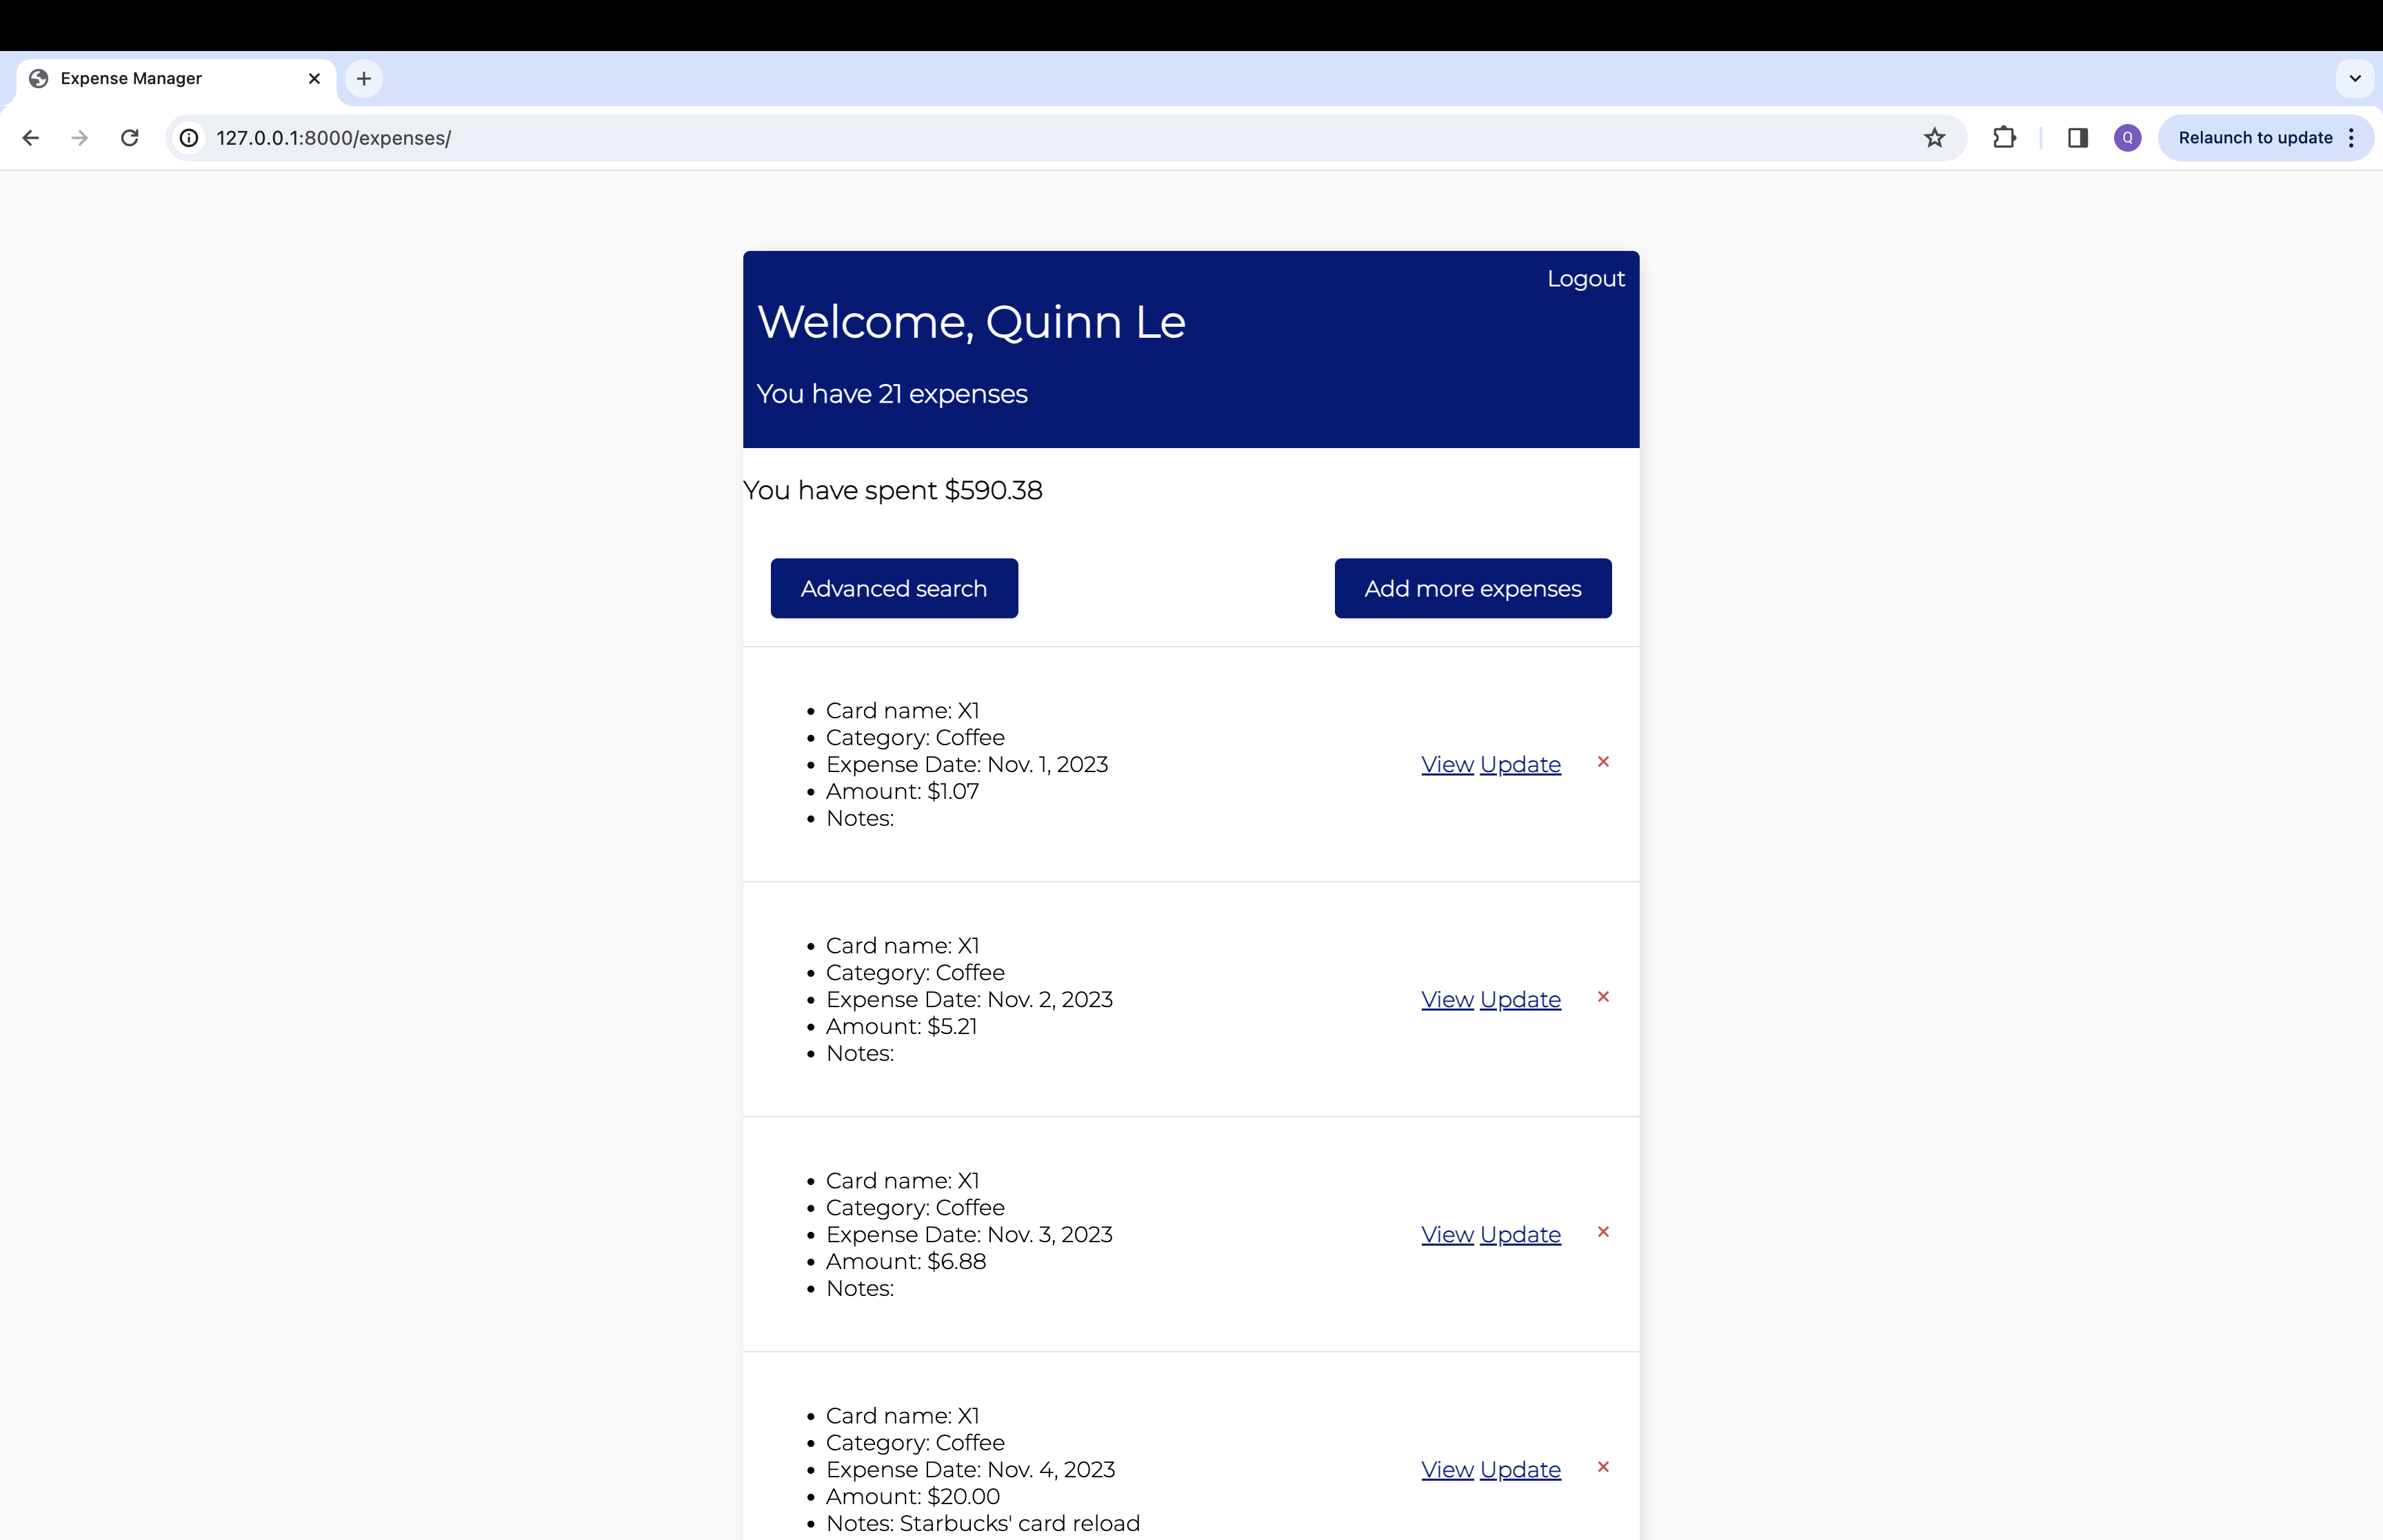 Expense Manager
127.0.0.1:8000/expenses/
Q
Relaunch to update
Logout
Welcome, Quinn Le
You have 21 expenses
You have spent $590.38
Advanced search
Add more expenses
Card name: X1
Category: Coffee
Expense Date: Nov. 1, 2023
View Update
Amount: $1.07
Notes:
Card name: X1
Category: Coffee
Expense Date: Nov. 2, 2023
View Update
Amount: $5.21
Notes:
Card name: X1
Category: Coffee
Expense Date: Nov. 3, 2023
View Update
Amount: $6.88
Notes:
Card name: X1
Category: Coffee
Expense Date: Nov. 4, 2023
View Update
Amount: $20.00
Notes: Starbucks' card reload